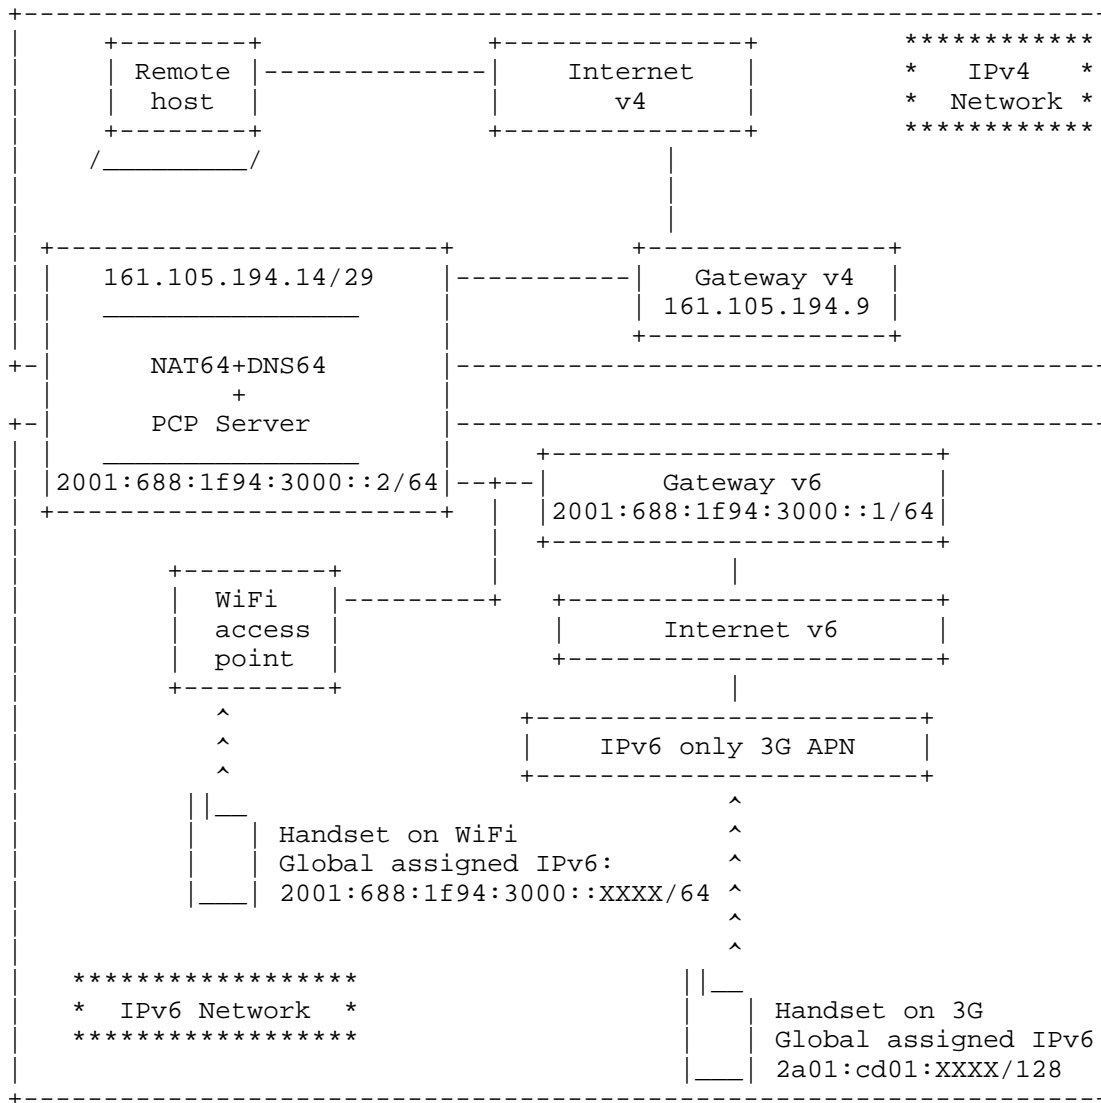 ************
Remote Internet * IPv4 *
host v4 * Network *
************
161.105.194.14/29 Gateway v4
161.105.194.9
NAT64+DNS64
+
PCP Server
2001:688:1f94:3000::2/64 Gateway v6
2001:688:1f94:3000::1/64
WiFi
access Internet v6
point
IPv6 only 3G APN
Handset on WiFi
Global assigned IPv6:
2001:688:1f94:3000::XXXX/64
******************
* IPv6 Network * Handset on 3G
****************** Global assigned IPv6
2a01:cd01:XXXX/128